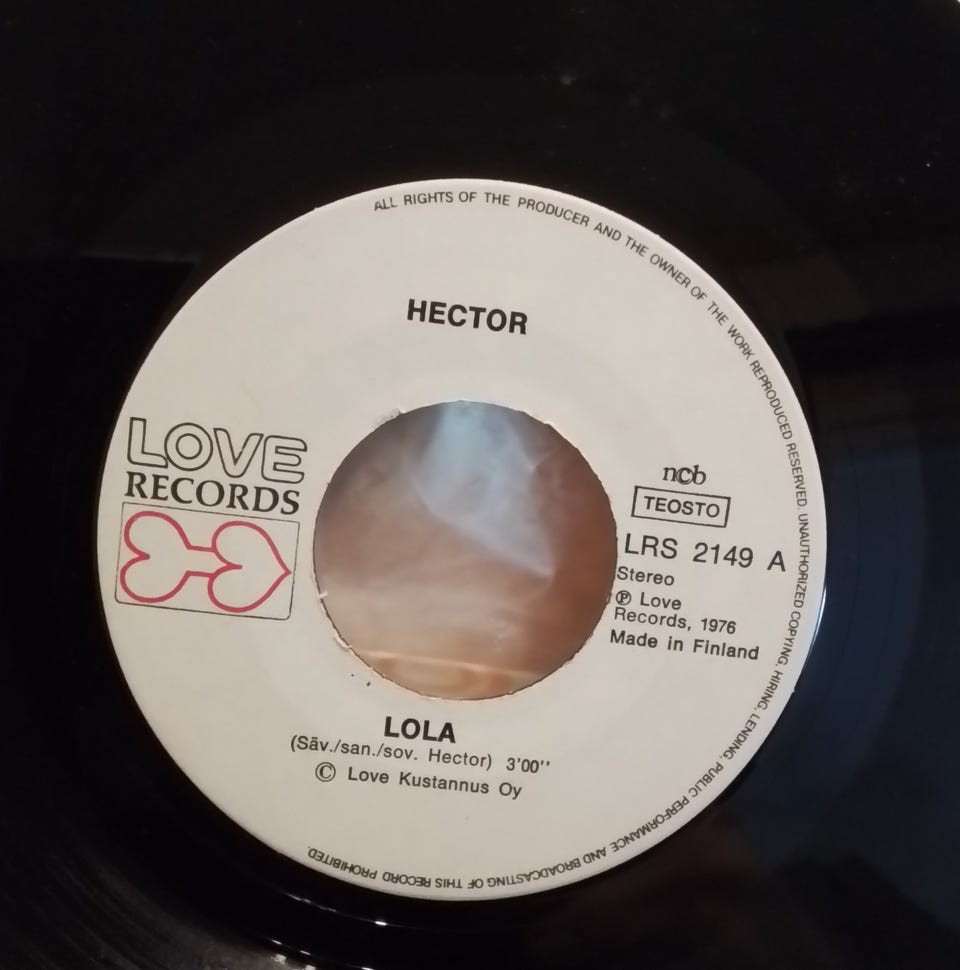 ALL RIGHTS OF THE PRODUCER AND THE OWNER OF THE WORK REPRODUCED RESERVED. UNAUTHORIZED COPYING, HIRING, LENDING, PUBLIC PERFORMANCE AND BROADCASTING OF THIS RECORD PROHIBITED.
HECTOR
LOVE
RECORDS
ncb
TEOSTO
LRS 2149 A
Stereo
℗ Love
Records, 1976
Made in Finland
LOLA
(Säv./san./sov. Hector) 3'00''
© Love Kustannus Oy